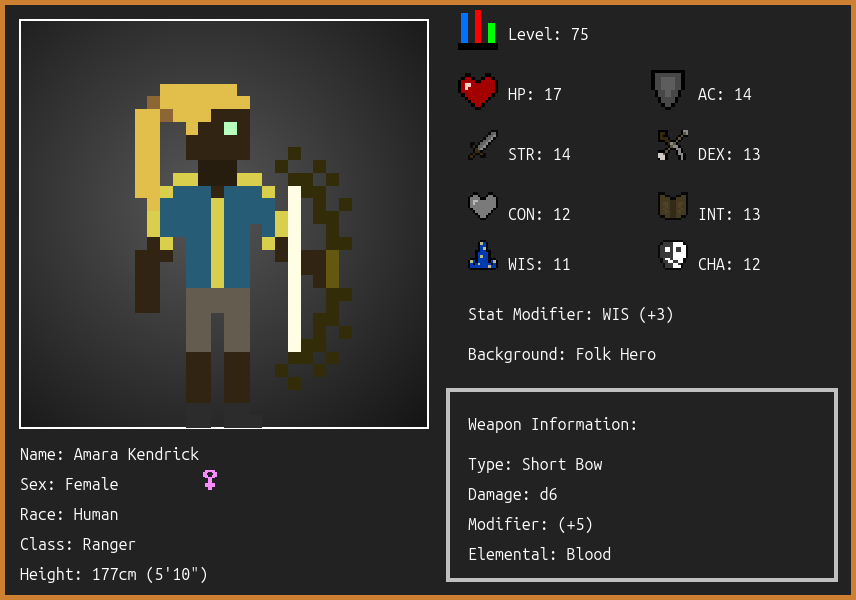 Level: 75
HP: 17
AC: 14
STR: 14
DEX: 13
CON: 12
INT: 13
WIS: 11
CHA: 12
Stat Modifier: WIS (+3)
Background: Folk Hero
Weapon Information:
Type: Short Bow
Damage: d6
Modifier: (+5)
Elemental: Blood
Name: Amara Kendrick
Sex: Female
Race: Human
Class: Ranger
Height: 177cm (5'10")